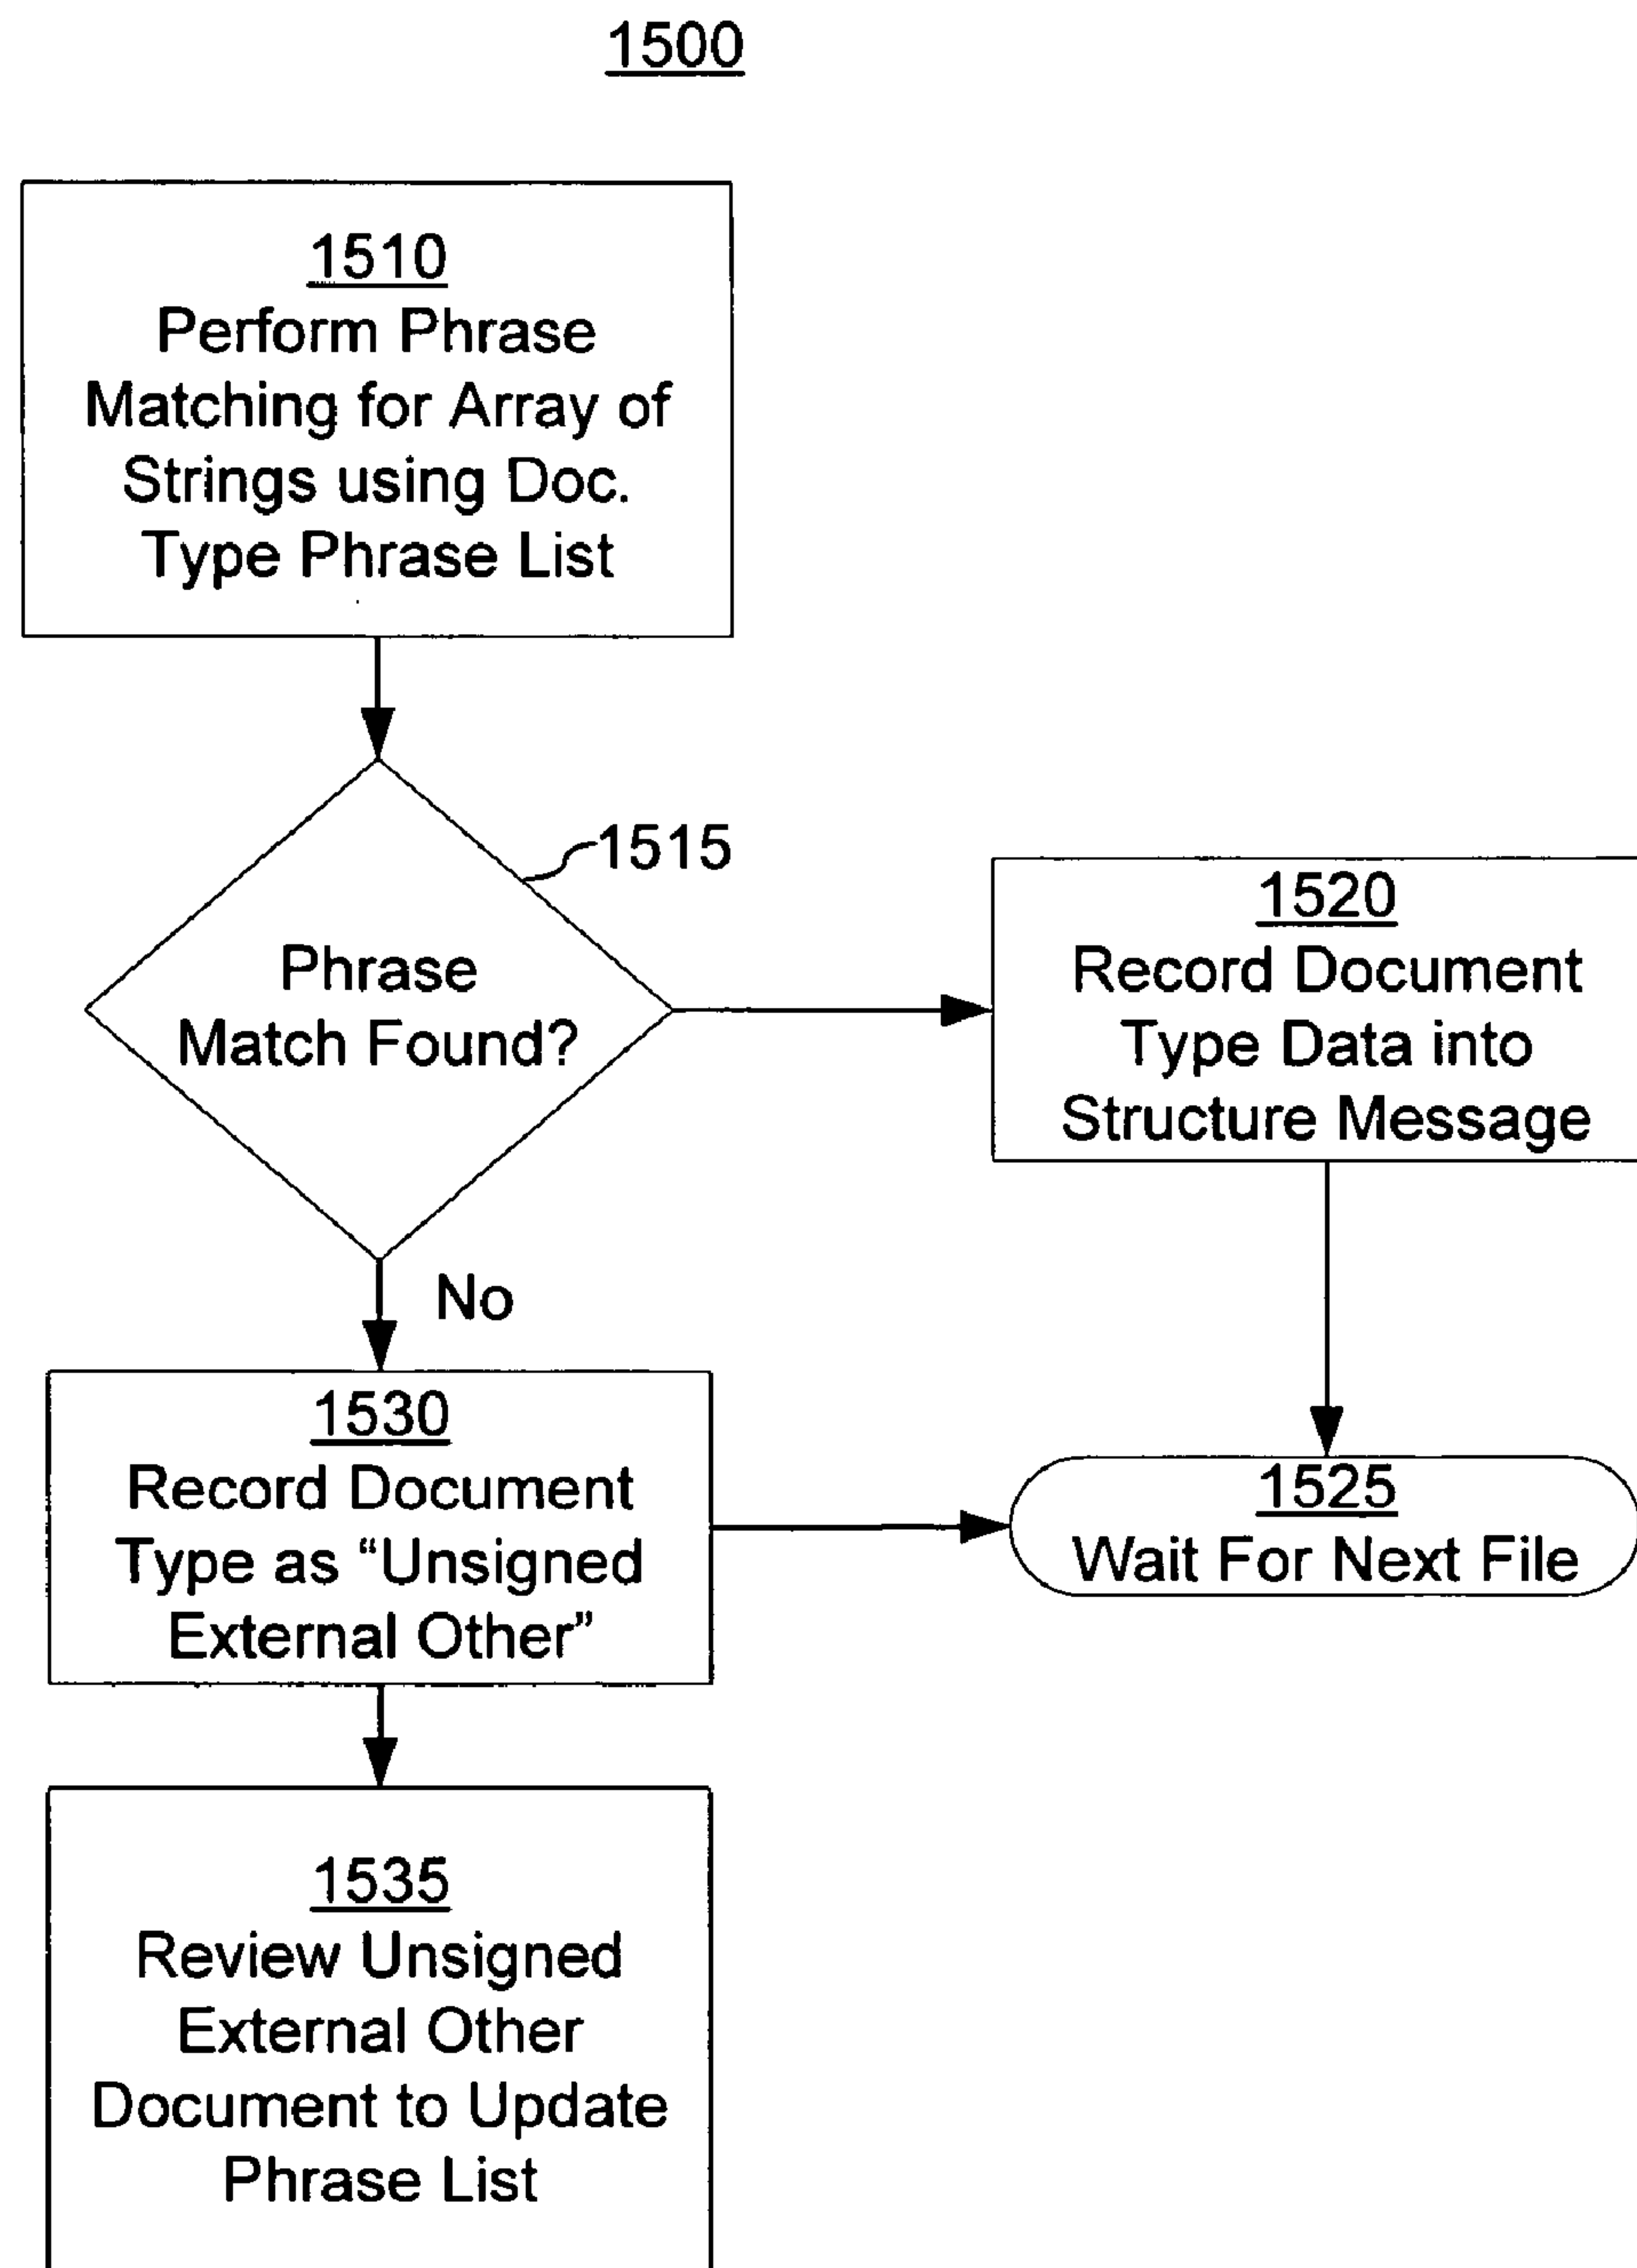 1500
1510
Perform Phrase
Matching for Array of
Strings using Doc.
Type Phrase List
1515
Phrase
Match Found?
1520
Record Document
Type Data into
Structure Message
No
1530
Record Document
Type as “Unsigned
External Other”
1525
Wait For Next File
1535
Review Unsigned
External Other
Document to Update
Phrase List